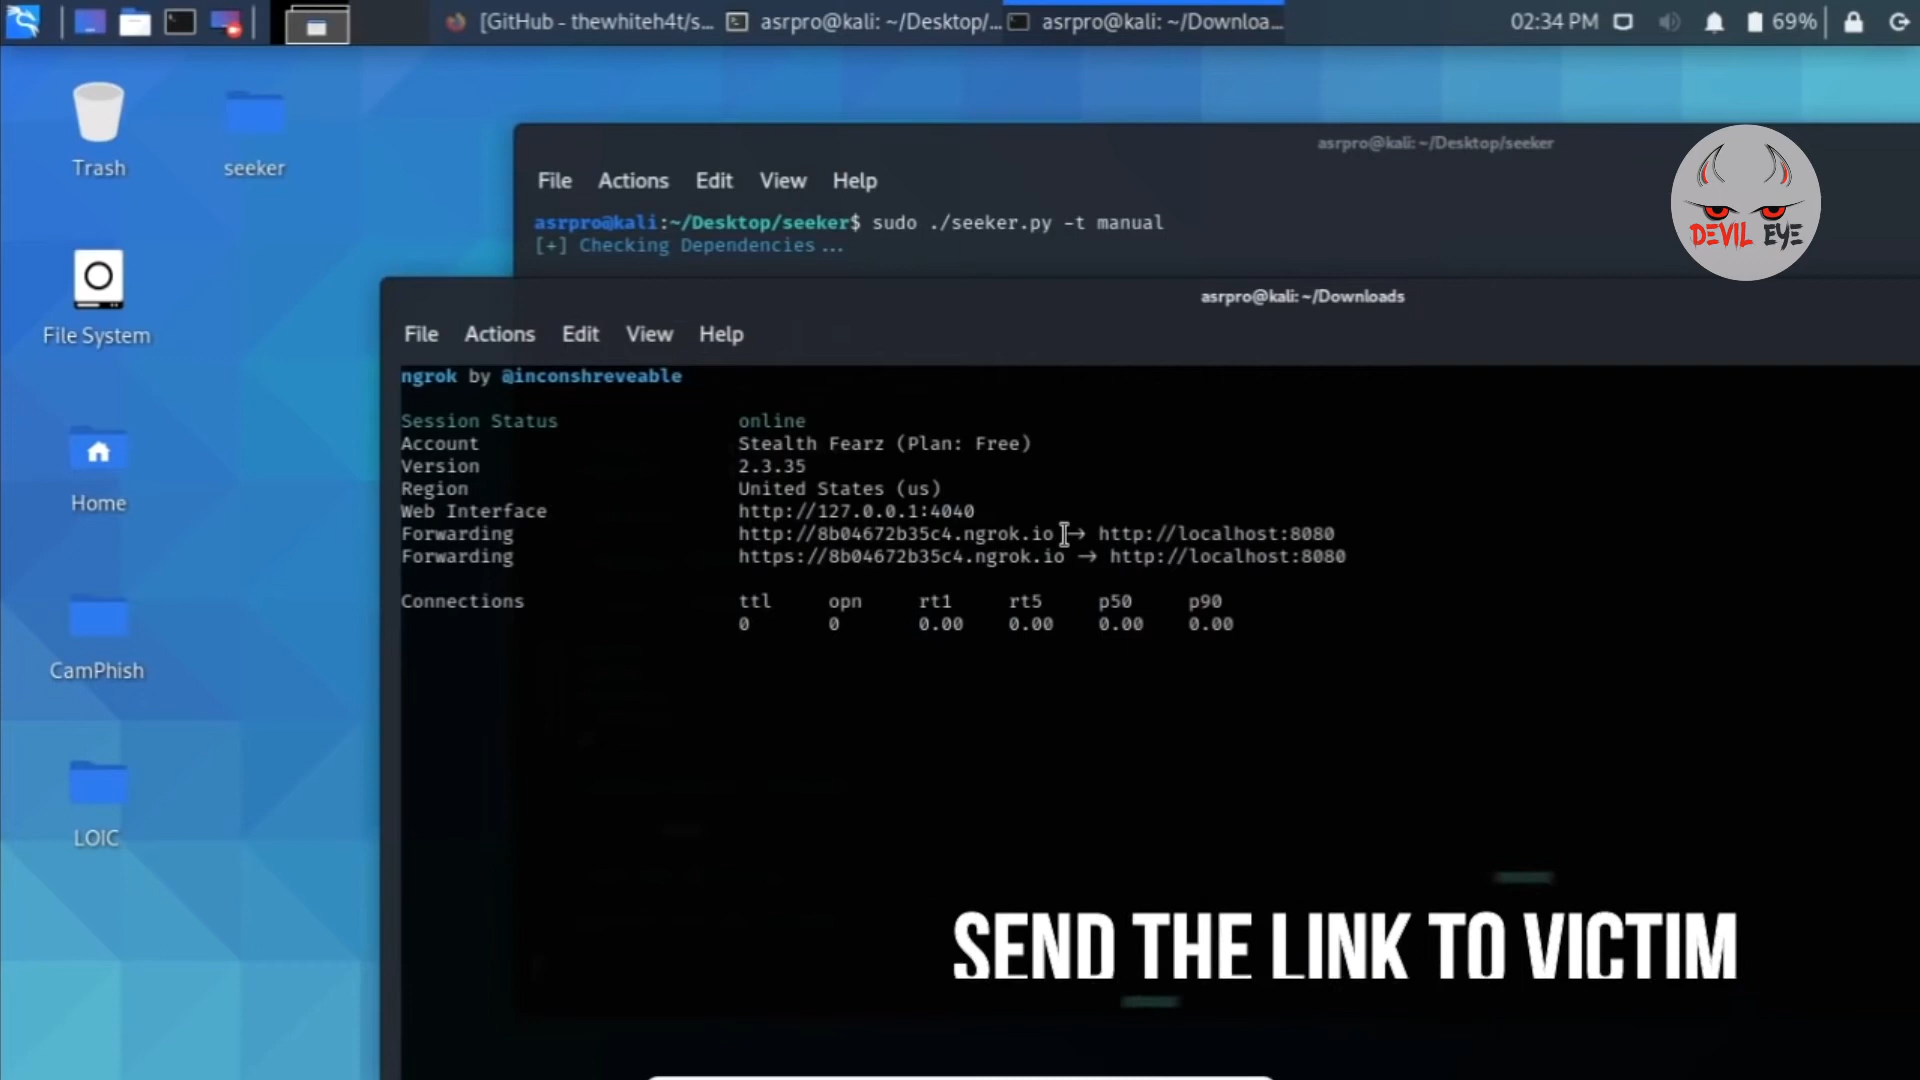 [GitHub - thewhiteh4t/s...
asrpro@kali: ~/Desktop/...
asrpro@kali: ~/Downloa...
02:34 PM
69%
Trash
seeker
File System
Home
CamPhish
LOIC
asrpro@kali: ~/Desktop/seeker
File Actions Edit View Help
asrpro@kali:~/Desktop/seeker$ sudo ./seeker.py -t manual
[+] Checking Dependencies ...
DEVIL EYE
asrpro@kali: ~/Downloads
File Actions Edit View Help
ngrok by @inconshreveable
Session Status online
Account Stealth Fearz (Plan: Free)
Version 2.3.35
Region United States (us)
Web Interface http://127.0.0.1:4040
Forwarding http://8b04672b35c4.ngrok.io → http://localhost:8080
Forwarding https://8b04672b35c4.ngrok.io → http://localhost:8080
Connections ttl opn rt1 rt5 p50 p90
0 0 0.00 0.00 0.00 0.00
SEND THE LINK TO VICTIM